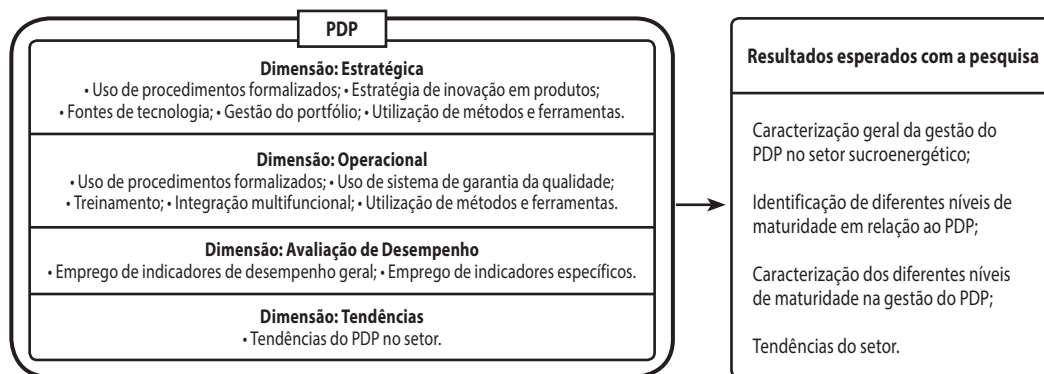 PDP
Dimensão: Estratégica
• Uso de procedimentos formalizados; • Estratégia de inovação em produtos;
• Fontes de tecnologia; • Gestão do portfólio; • Utilização de métodos e ferramentas.
Dimensão: Operacional
• Uso de procedimentos formalizados; • Uso de sistema de garantia da qualidade;
• Treinamento; • Integração multifuncional; • Utilização de métodos e ferramentas.
Dimensão: Avaliação de Desempenho
• Emprego de indicadores de desempenho geral; • Emprego de indicadores específicos.
Dimensão: Tendências
• Tendências do PDP no setor.
Resultados esperados com a pesquisa
Caracterização geral da gestão do
PDP no setor sucroenergético;
Identificação de diferentes níveis de
maturidade em relação ao PDP;
Caracterização dos diferentes níveis
de maturidade na gestão do PDP;
Tendências do setor.